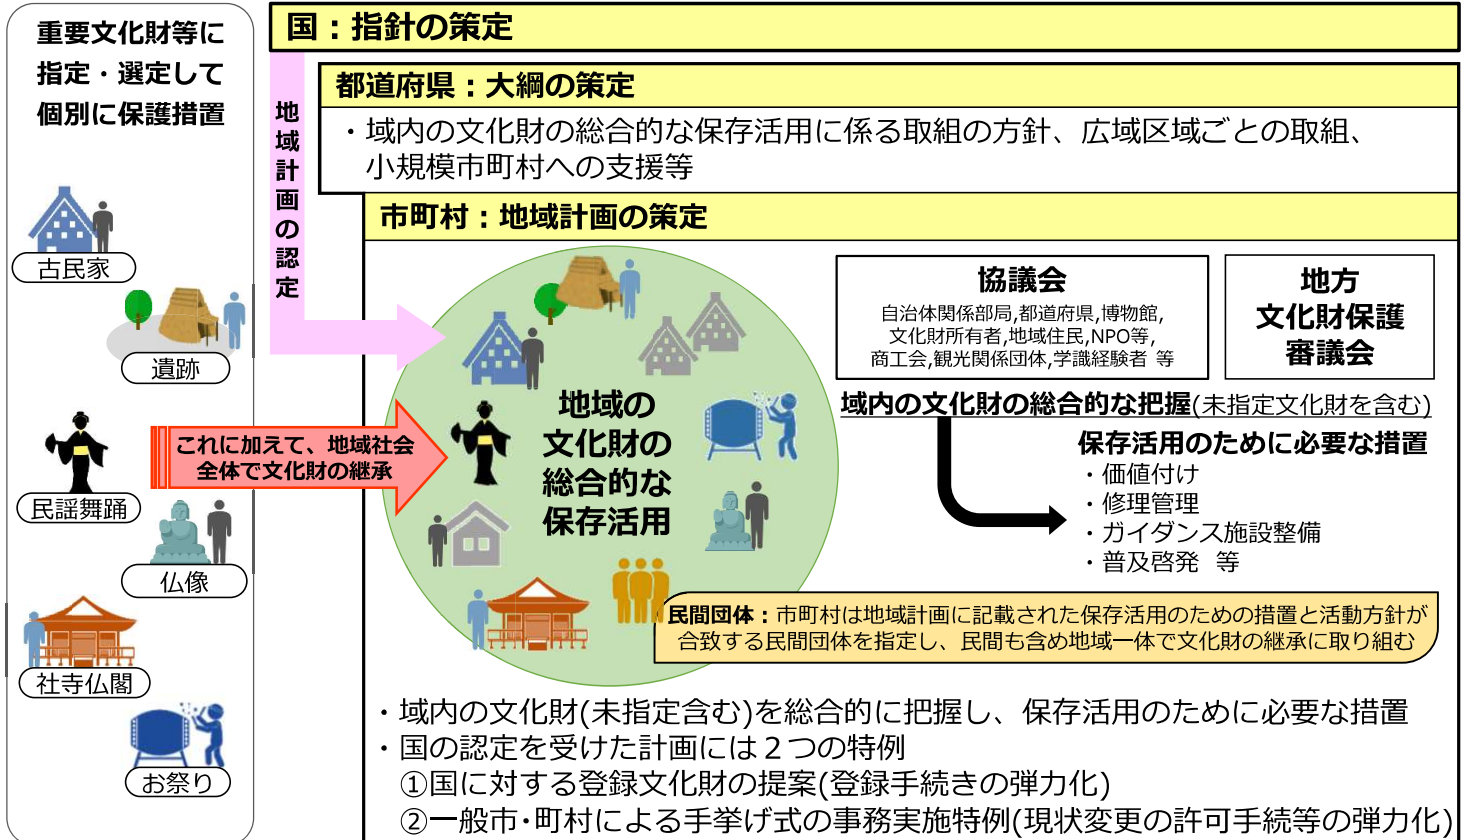 重要文化財等に
指定・選定して
個別に保護措置
古民家
遺跡
民謡舞踊
仏像
社寺仏閣
お祭り
国：指針の策定
地域計画の認定
都道府県：大綱の策定
・域内の文化財の総合的な保存活用に係る取組の方針、広域区域ごとの取組、
小規模市町村への支援等
市町村：地域計画の策定
これに加えて、地域社会
全体で文化財の継承
地域の
文化財の
総合的な
保存活用
協議会
自治体関係部局,都道府県,博物館,
文化財所有者,地域住民,NPO等,
商工会,観光関係団体,学識経験者 等
地方
文化財保護
審議会
域内の文化財の総合的な把握(未指定文化財を含む)
保存活用のために必要な措置
・価値付け
・修理管理
・ガイダンス施設整備
・普及啓発 等
民間団体：市町村は地域計画に記載された保存活用のための措置と活動方針が
合致する民間団体を指定し、民間も含め地域一体で文化財の継承に取り組む
・域内の文化財(未指定含む)を総合的に把握し、保存活用のために必要な措置
・国の認定を受けた計画には２つの特例
①国に対する登録文化財の提案(登録手続きの弾力化)
②一般市・町村による手挙げ式の事務実施特例(現状変更の許可手続等の弾力化)